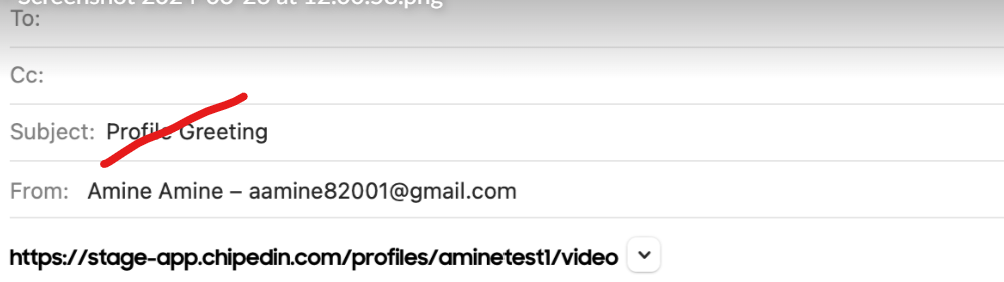 To:
Cc:
Subject: Profile Greeting
From: Amine Amine – aamine82001@gmail.com
https://stage-app.chipedin.com/profiles/aminetest1/video